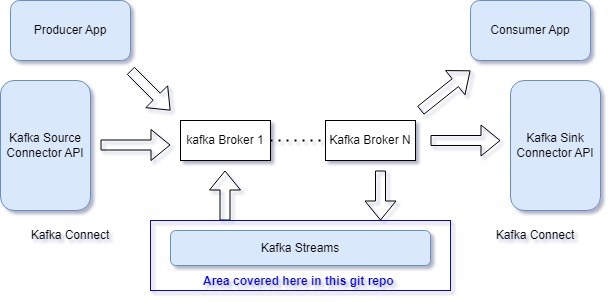 Producer App
Consumer App
Kafka Source
Connector API
kafka Broker 1
Kafka Broker N
Kafka Sink
Connector API
Kafka Connect
Kafka Connect
Kafka Streams
Area covered here in this git repo